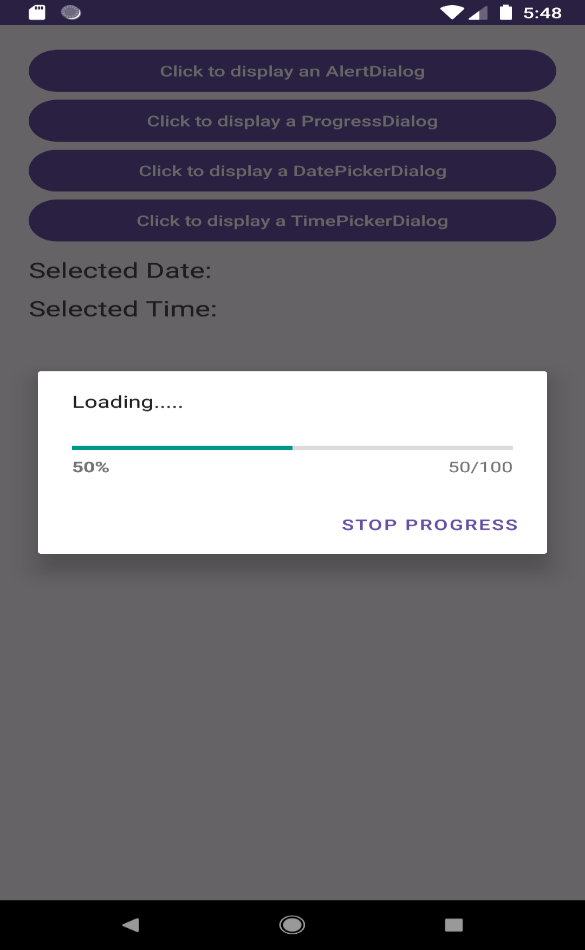 5:48
Click to display an AlertDialog
Click to display a ProgressDialog
Click to display a DatePickerDialog
Click to display a TimePickerDialog
Selected Date:
Selected Time:
Loading.....
50% 50/100
STOP PROGRESS